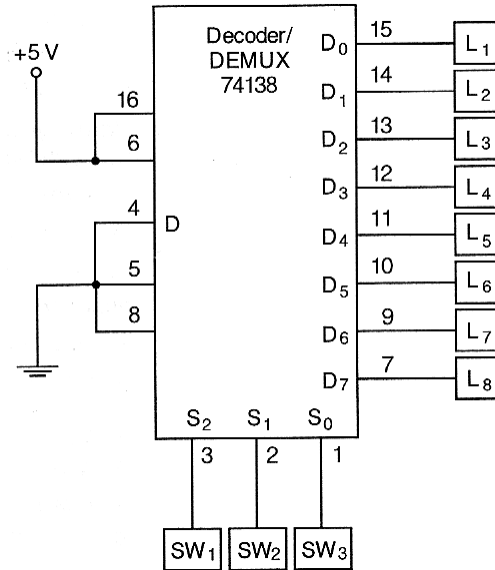 Decoder/
DEMUX
74138
+5 V
16
6
4
D
5
8
D₀ 15 L₁
D₁ 14 L₂
D₂ 13 L₃
D₃ 12 L₄
D₄ 11 L₅
D₅ 10 L₆
D₆ 9 L₇
D₇ 7 L₈
S₂ S₁ S₀
3 2 1
SW₁ SW₂ SW₃